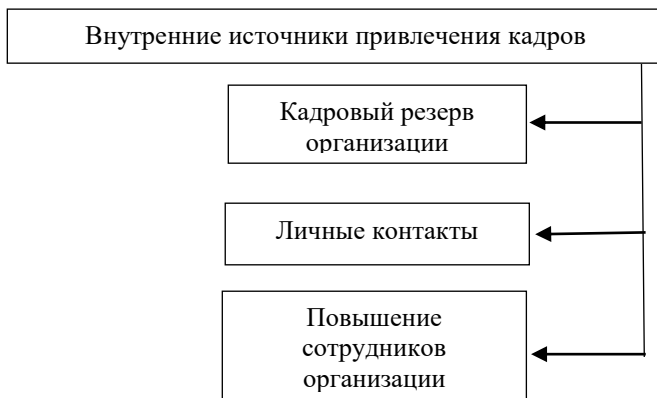 Внутренние источники привлечения кадров
Кадровый резерв
организации
Личные контакты
Повышение
сотрудников
организации